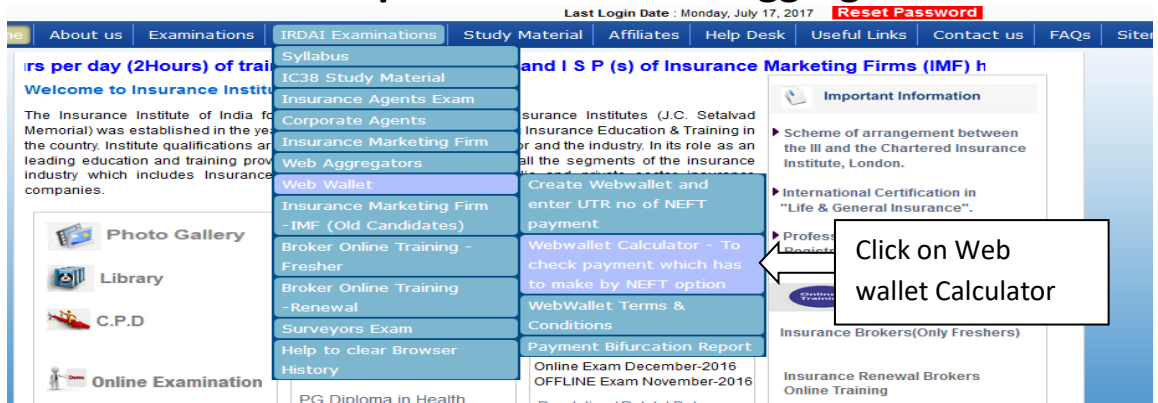 Last Login Date : Monday, July 17, 2017 Reset Password
About us Examinations IRDAI Examinations Study Material Affiliates Help Desk Useful Links Contact us FAQs
rs per day (2Hours) of
and I S P (s) of Insurance Marketing Firms (IMF)
Welcome to Insurance
The Insurance Institute of India
Memorial) was established in the
the country. Institute qualifications
leading education and training
industry which includes Insurance
companies.
Institutes (J.C. Setalvad
Insurance Education & Training in
and the industry. In its role as an
all the segments of the insurance
Photo Gallery
Library
C.P.D
Demo
Online Examination
Syllabus
IC38 Study Material
Insurance Agents Exam
Corporate Agents
Insurance Marketing Firm
Web Aggregators
Web Wallet
Insurance Marketing Firm
-IMF (Old Candidates)
Broker Online Training -
Fresher
Broker Online Training
-Renewal
Surveyors Exam
Help to clear Browser
History
PG Diploma in Health
Create Webwallet and
enter UTR no of NEFT
payment
Webwallet Calculator - To
check payment which has
to make by NEFT option
WebWallet Terms &
Conditions
Payment Bifurcation Report
Online Exam December-2016
OFFLINE Exam November-2016
Important Information
Scheme of arrangement between
the III and the Chartered Insurance
Institute, London.
International Certification in
"Life & General Insurance".
Click on Web
wallet Calculator
Insurance Brokers(Only Freshers)
Insurance Renewal Brokers
Online Training